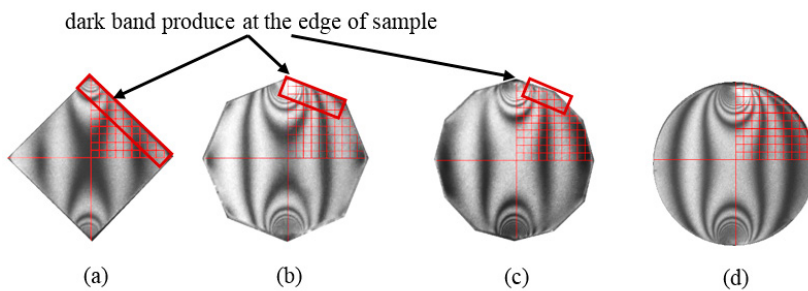 dark band produce at the edge of sample
(a)
(b)
(c)
(d)